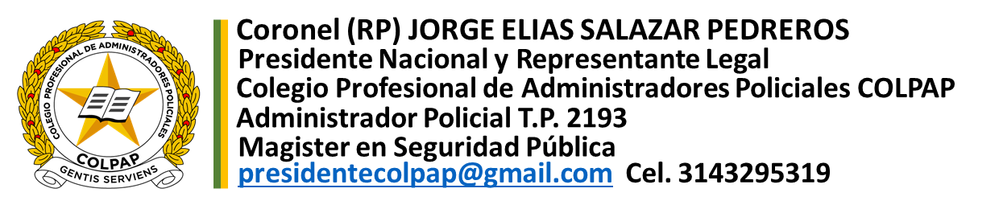 COLEGIO PROFESIONAL DE ADMINISTRADORES POLICIALES
COLPAP
GENTIS SERVIENS
Coronel (RP) JORGE ELIAS SALAZAR PEDREROS
Presidente Nacional y Representante Legal
Colegio Profesional de Administradores Policiales COLPAP
Administrador Policial T.P. 2193
Magister en Seguridad Pública
presidentecolpap@gmail.com Cel. 3143295319